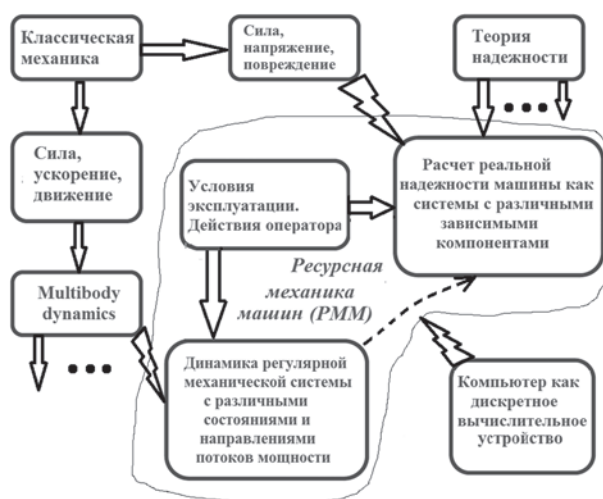 Классическая
механика
Сила,
напряжение,
повреждение
Теория
надежности
Сила,
ускорение,
движение
Условия
эксплуатации.
Действия оператора
Расчет реальной
надежности машины как
системы с различными
зависимыми
компонентами
Multibody
dynamics
Ресурсная
механика
машин (РММ)
Динамика регулярной
механической системы
с различными
состояниями и
направлениями
потоков мощности
Компьютер как
дискретное
вычислительное
устройство